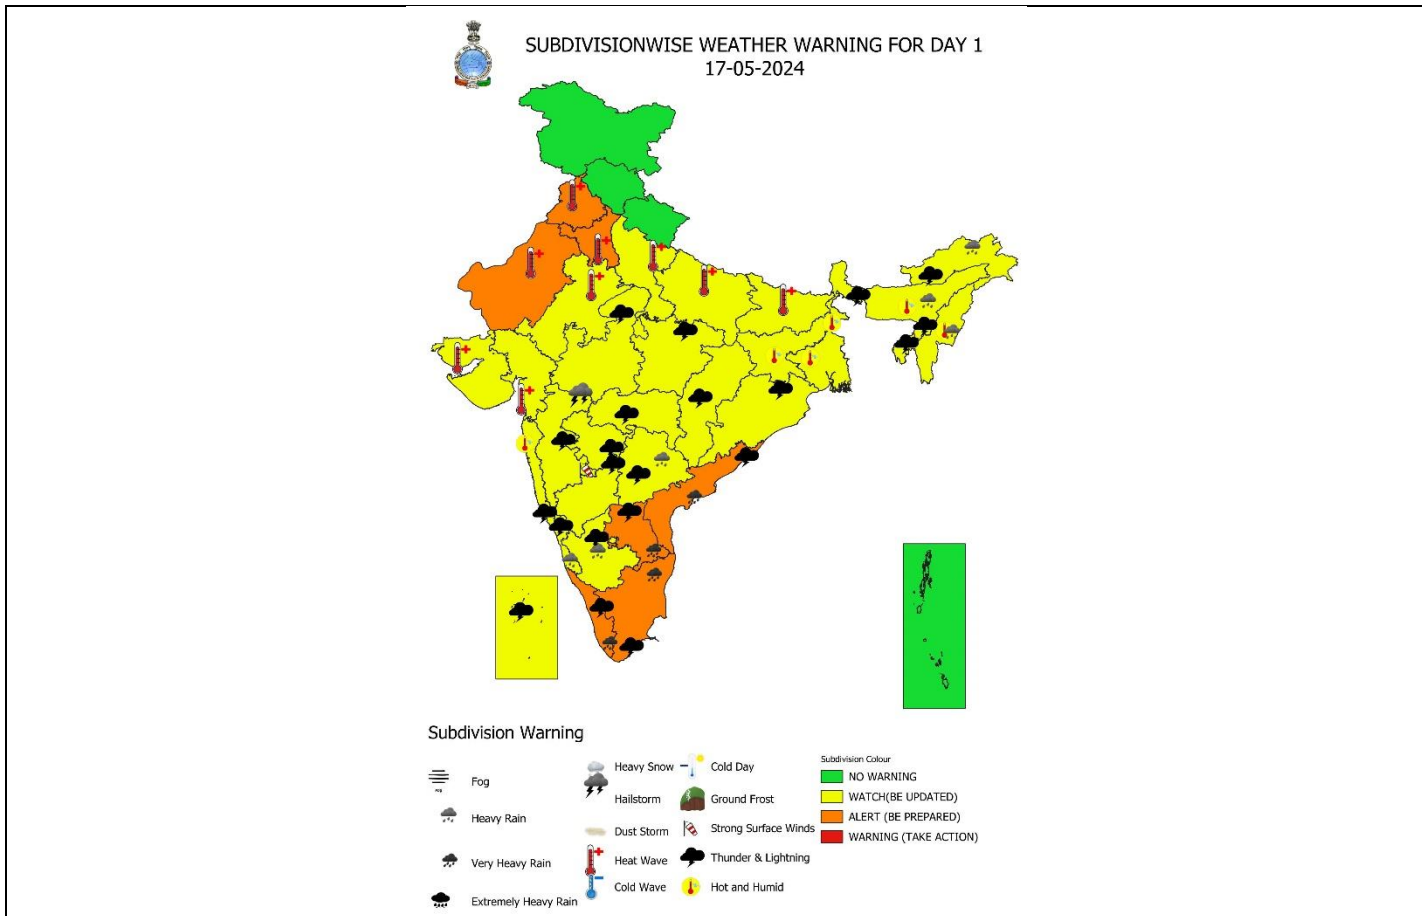 SUBDIVISIONWISE WEATHER WARNING FOR DAY 1
17-05-2024
Subdivision Warning
Fog
Heavy Rain
Very Heavy Rain
Extremely Heavy Rain
Heavy Snow
Hailstorm
Dust Storm
Heat Wave
Cold Wave
Cold Day
Ground Frost
Strong Surface Winds
Thunder & Lightning
Hot and Humid
Subdivision Colour
NO WARNING
WATCH(BE UPDATED)
ALERT (BE PREPARED)
WARNING (TAKE ACTION)